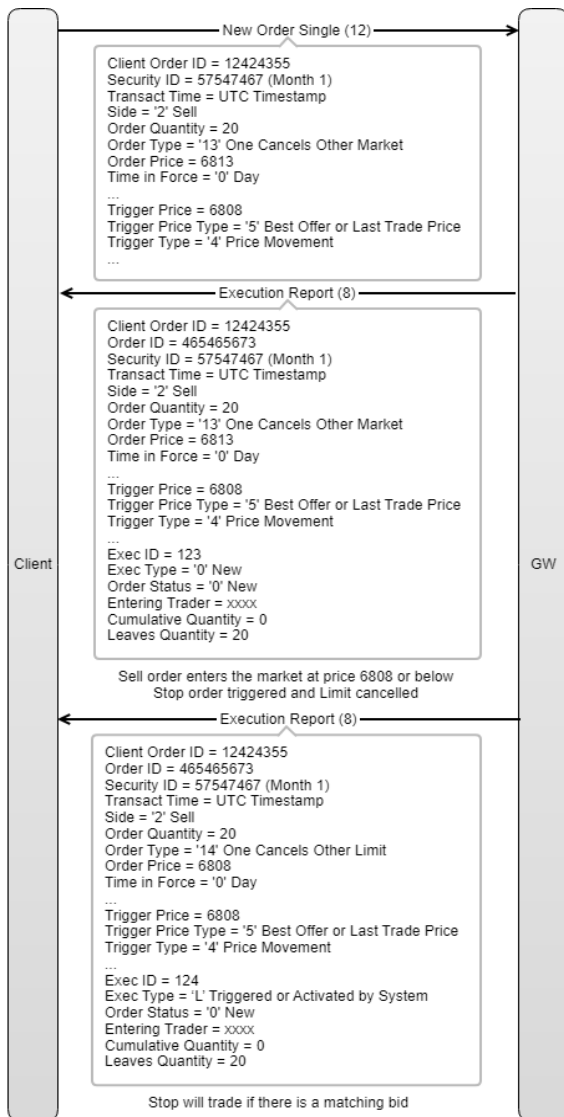 New Order Single (12)
Client Order ID = 12424355
Security ID = 57547467 (Month 1)
Transact Time = UTC Timestamp
Side = '2' Sell
Order Quantity = 20
Order Type = '13' One Cancels Other Market
Order Price = 6813
Time in Force = '0' Day
...
Trigger Price = 6808
Trigger Price Type = '5' Best Offer or Last Trade Price
Trigger Type = '4' Price Movement
...
Execution Report (8)
Client Order ID = 12424355
Order ID = 465465673
Security ID = 57547467 (Month 1)
Transact Time = UTC Timestamp
Side = '2' Sell
Order Quantity = 20
Order Type = '13' One Cancels Other Market
Order Price = 6813
Time in Force = '0' Day
...
Trigger Price = 6808
Trigger Price Type = '5' Best Offer or Last Trade Price
Trigger Type = '4' Price Movement
...
Client
GW
Exec ID = 123
Exec Type = '0' New
Order Status = '0' New
Entering Trader = xxxx
Cumulative Quantity = 0
Leaves Quantity = 20
Sell order enters the market at price 6808 or below
Stop order triggered and Limit cancelled
Execution Report (8)
Client Order ID = 12424355
Order ID = 465465673
Security ID = 57547467 (Month 1)
Transact Time = UTC Timestamp
Side = '2' Sell
Order Quantity = 20
Order Type = '14' One Cancels Other Limit
Order Price = 6808
Time in Force = '0' Day
...
Trigger Price = 6808
Trigger Price Type = '5' Best Offer or Last Trade Price
Trigger Type = '4' Price Movement
...
Exec ID = 124
Exec Type = 'L' Triggered or Activated by System
Order Status = '0' New
Entering Trader = xxxx
Cumulative Quantity = 0
Leaves Quantity = 20
Stop will trade if there is a matching bid